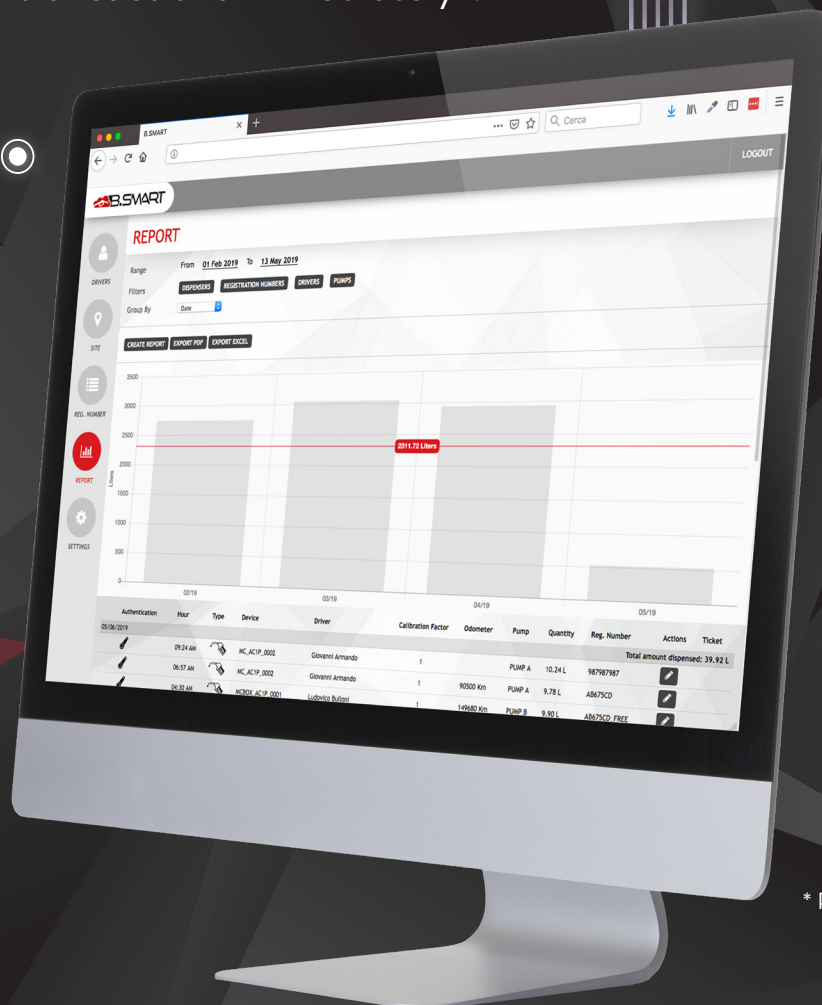 B.SMART
Cerca
LOGOUT
B.SMART
REPORT
Range From 01 Feb 2019 To 13 May 2019
Filters DISPENSERS REGISTRATION NUMBERS DRIVERS PUMPS
Group By Date
CREATE REPORT EXPORT PDF EXPORT EXCEL
DRIVERS
SITE
REG. NUMBER
REPORT
SETTINGS
3500
3000
2500
2000
1500
1000
500
0
Liters
2311.72 Liters
02/19 03/19 04/19 05/19
Authentication Hour Type Device Driver Calibration Factor Odometer Pump Quantity Reg. Number Actions Ticket
05/06/2019 Total amount dispensed: 39.92 L
09:24 AM MC_AC1P_0002 Giovanni Armando 1 PUMP A 10.24 L 987987987
06:57 AM MC_AC1P_0002 Giovanni Armando 1 90500 Km PUMP A 9.78 L AB675CD
04:30 AM MCBOX_AC1P_0001 Ludovico Bulloni 1 149680 Km PUMP B 9.90 L AB675CD_FREE
*